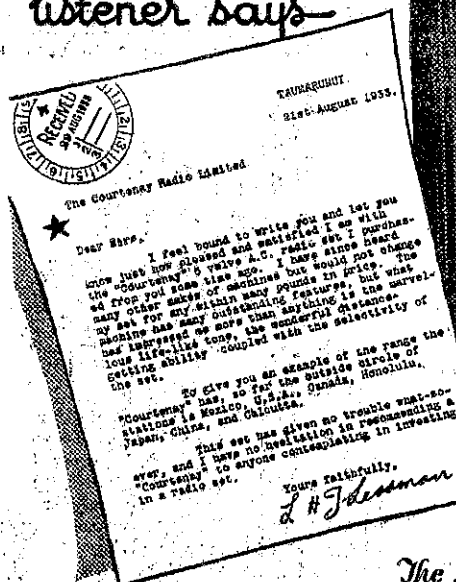 listener says—
TAUMARUNUI.
21st August 1933.
RECEIVED
AUG 1933
The Courtenay Radio Limited
Dear Sirs,
I feel bound to write you and let you
know just how pleased and satisfied I am with
the "Courtenay" valve A.C. radio set I purchas-
ed from you some time ago. I have since heard
many other makes of machines but would not change
my set for any within many pounds in price. The
machine has many outstanding features, but what
has impressed me more than anything is the marvel-
lous life-like tone, the wonderful distance-
getting ability coupled with the selectivity of
the set.
To give you an example of the range the
"Courtenay" has, so far the outside circle of
stations is Mexico, U.S.A., Canada, Honolulu,
Japan, China, and Calcutta.
This set has given no trouble what-so-
ever, and I have no hesitation in recommending a
"Courtenay" to anyone contemplating in investing
in a radio set.
Yours faithfully,
L H J
The